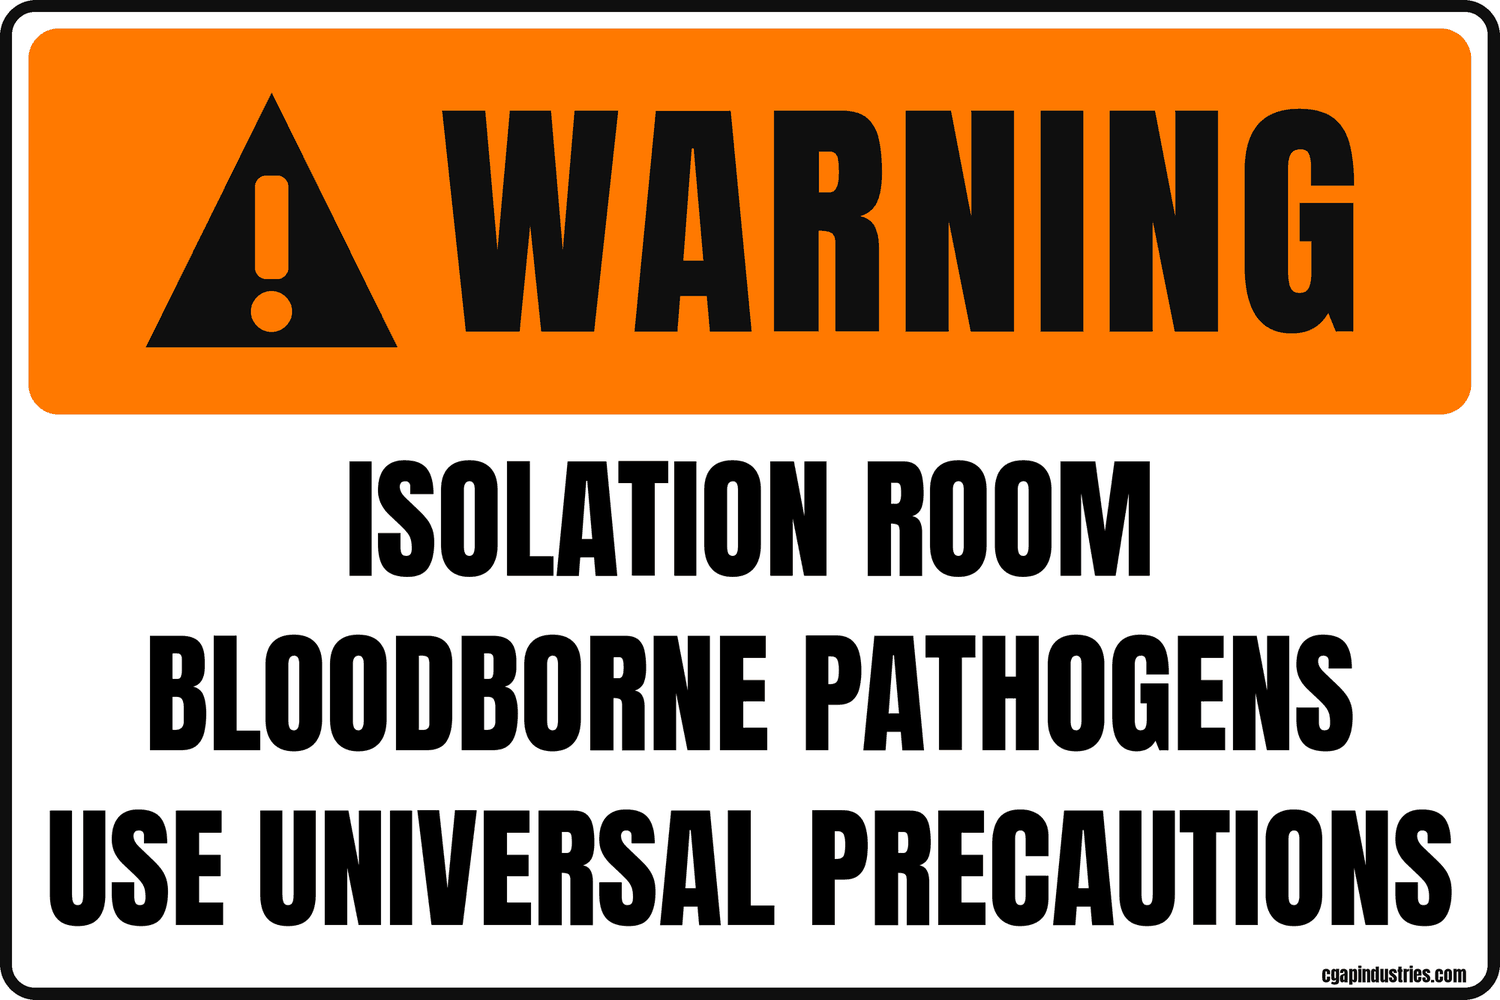 WARNING
ISOLATION ROOM
BLOODBORNE PATHOGENS
USE UNIVERSAL PRECAUTIONS
cgapindustries.com